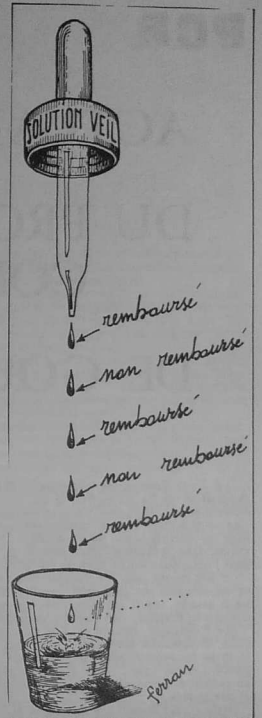 SOLUTION VEIL
remboursé
non remboursé
remboursé
non remboursé
remboursé
..........
ferran